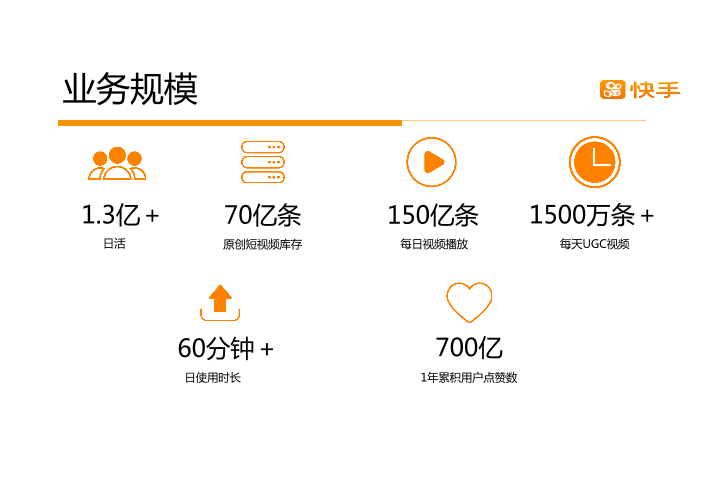 业务规模
快手
1.3亿＋
日活
70亿条
原创短视频库存
150亿条
每日视频播放
1500万条＋
每天UGC视频
60分钟＋
日使用时长
700亿
1年累积用户点赞数